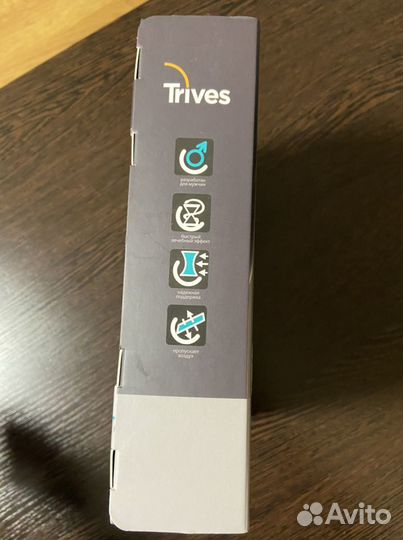 Trives
разработан
для мужчин
быстрый
лечебный эффект
надежная
поддержка
пропускает
воздух
Avito